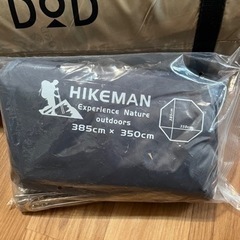 DOD
HIKEMAN
Experience Nature
outdoors
385cm × 350cm